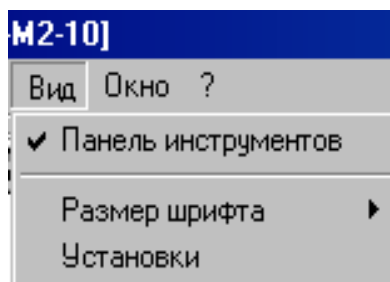 -M2-10]
Вид Окно ?
Панель инструментов
Размер шрифта
Установки